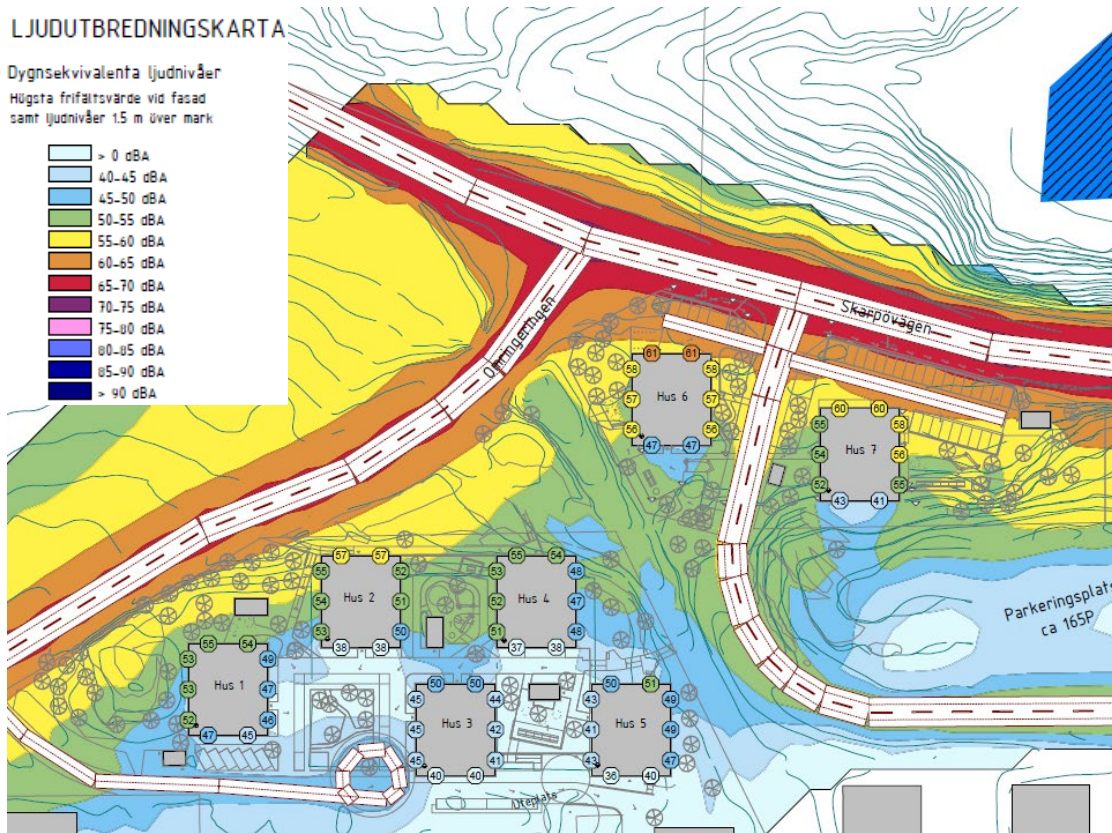 LJUDUTBREDNINGSKARTA
Dygnsekvivalenta ljudnivåer
Högsta frifältsvärde vid fasad
samt ljudnivåer 1.5 m över mark
> 0 dBA
40-45 dBA
45-50 dBA
50-55 dBA
55-60 dBA
60-65 dBA
65-70 dBA
70-75 dBA
75-80 dBA
80-85 dBA
85-90 dBA
> 90 dBA
Skarpövägen
61 61
58 58
Hus 6
57 57
56 56
47 47
60 60
55 58
Hus 7
54 56
52 55
43 41
57 57
55 52
Hus 2
54 51
53 50
38 38
55 54
53 48
Hus 4
52 47
51 48
37 38
Parkeringsplats
ca 165P
55 54
53 49
Hus 1
53 47
52 46
47 45
50 50
45 44
Hus 3
45 42
45 41
40 40
50 51
43 49
Hus 5
41 49
43 47
36 40
Uteplats